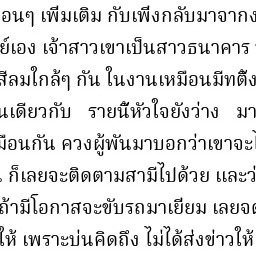 อนๆ เพิ่มเติม กับเพิ่งกลับมาจาก
ย์เอง เจ้าสาวเขาเป็นสาวธนาคาร
สีลมใกล้ๆ กัน ในงานเหมือนมีทตี้ง
นเดียวกับ รายนี้หัวใจยังว่าง มา
มือนกัน ควงผู้พันมาบอกว่าเขาจะ
ก็เลยจะติดตามสามีไปด้วย และว่
ถ้ามีโอกาสจะขับรถมาเยี่ยม เลยจด
ให้ เพราะบ่นคิดถึง ไม่ได้ส่งข่าวให้